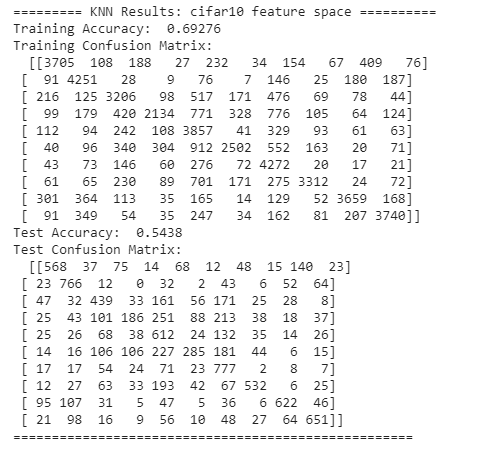 ========= KNN Results: cifar10 feature space ==========
Training Accuracy:  0.69276
Training Confusion Matrix:
  [[3705  108  188   27  232   34  154   67  409   76]
 [  91 4251   28    9   76    7  146   25  180  187]
 [ 216  125 3206   98  517  171  476   69   78   44]
 [  99  179  420 2134  771  328  776  105   64  124]
 [ 112   94  242  108 3857   41  329   93   61   63]
 [  40   96  340  304  912 2502  552  163   20   71]
 [  43   73  146   60  276   72 4272   20   17   21]
 [  61   65  230   89  701  171  275 3312   24   72]
 [ 301  364  113   35  165   14  129   52 3659  168]
 [  91  349   54   35  247   34  162   81  207 3740]]
Test Accuracy:  0.5438
Test Confusion Matrix:
  [[568  37  75  14  68  12  48  15 140  23]
 [ 23 766  12   0  32   2  43   6  52  64]
 [ 47  32 439  33 161  56 171  25  28   8]
 [ 25  43 101 186 251  88 213  38  18  37]
 [ 25  26  68  38 612  24 132  35  14  26]
 [ 14  16 106 106 227 285 181  44   6  15]
 [ 17  17  54  24  71  23 777   2   8   7]
 [ 12  27  63  33 193  42  67 532   6  25]
 [ 95 107  31   5  47   5  36   6 622  46]
 [ 21  98  16   9  56  10  48  27  64 651]]
====================================================